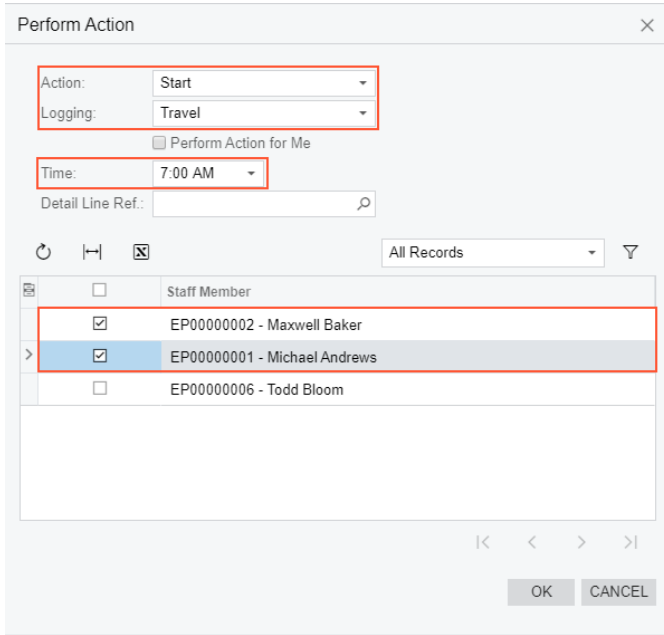 Perform Action
Action: Start
Logging: Travel
Perform Action for Me
Time: 7:00 AM
Detail Line Ref.:
All Records
Staff Member
EP00000002 - Maxwell Baker
EP00000001 - Michael Andrews
EP00000006 - Todd Bloom
OK CANCEL